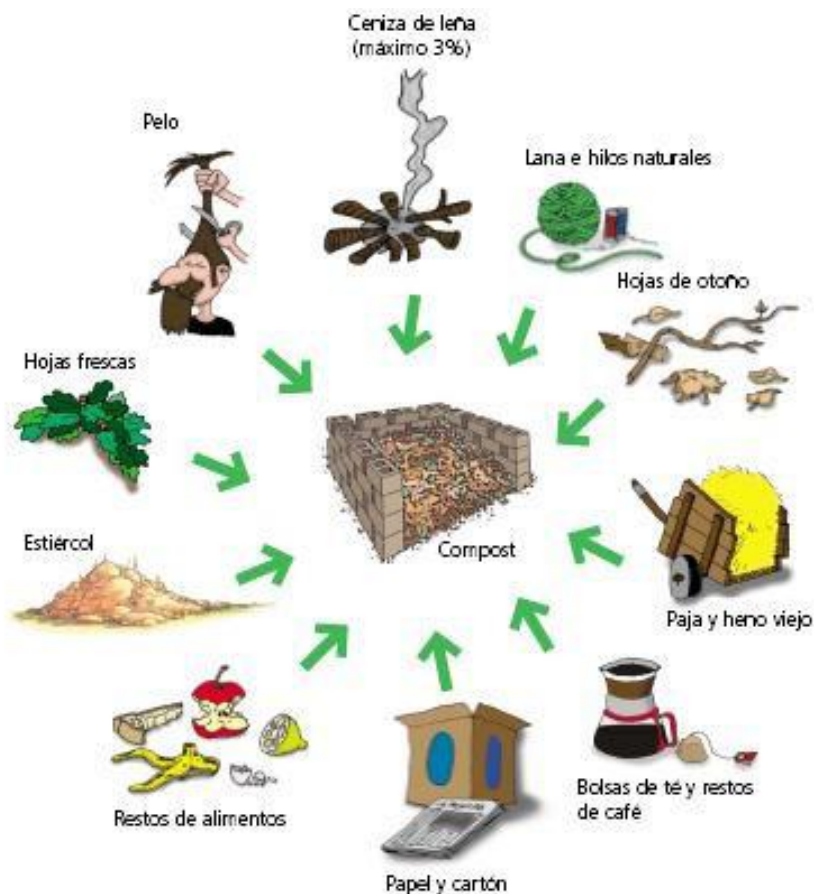 Ceniza de leña
(máximo 3%)
Pelo
Lana e hilos naturales
Hojas de otoño
Hojas frescas
Estiércol
Compost
Paja y heno viejo
Restos de alimentos
Bolsas de té y restos
de café
Papel y cartón